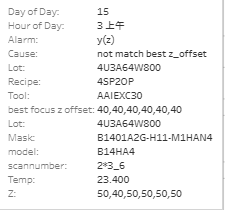 Day of Day: 15
Hour of Day: 3 上午
Alarm: y(z)
Cause: not match best z_offset
Lot: 4U3A64W800
Recipe: 4SP2OP
Tool: AAIEXC30
best focus z offset: 40,40,40,40,40,40
Lot: 4U3A64W800
Mask: B1401A2G-H11-M1HAN4
model: B14HA4
scannumber: 2*3_6
Temp: 23.400
Z: 50,40,50,50,50,50